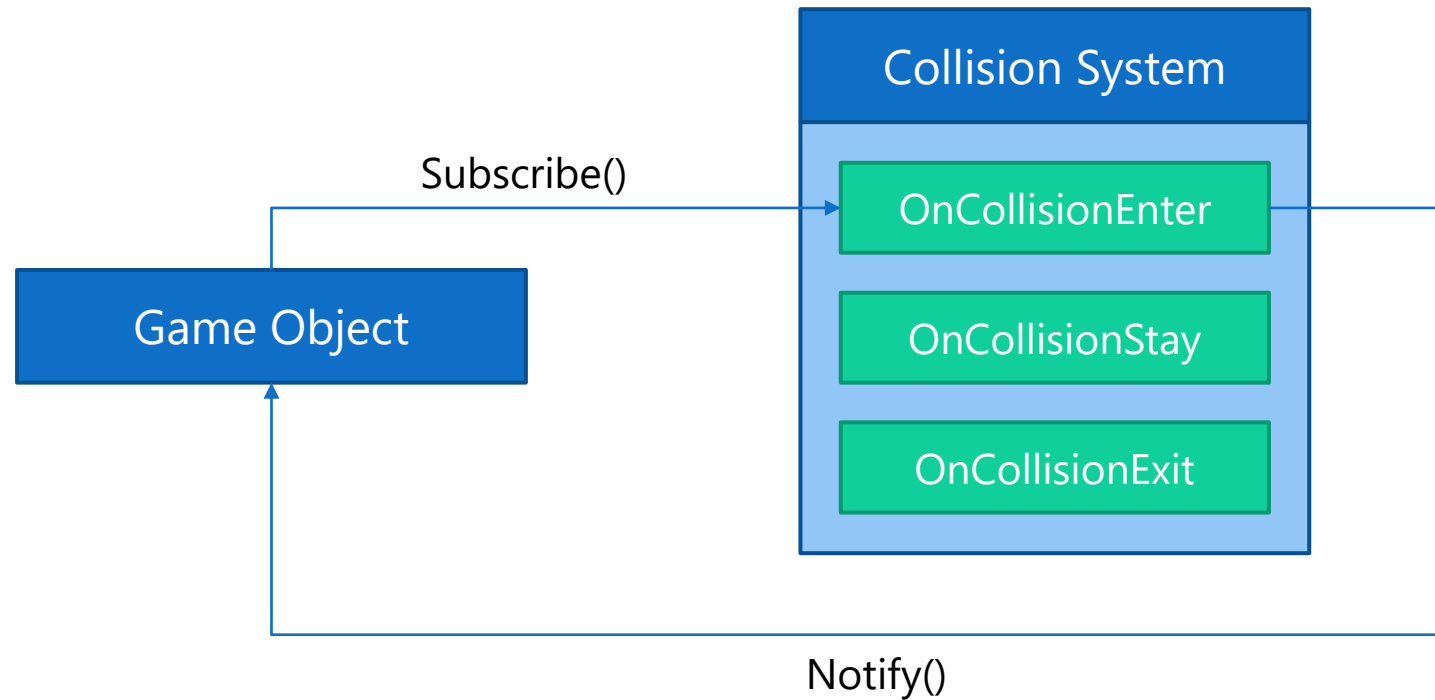 Collision System
Subscribe()
OnCollisionEnter
Game Object
OnCollisionStay
OnCollisionExit
Notify()